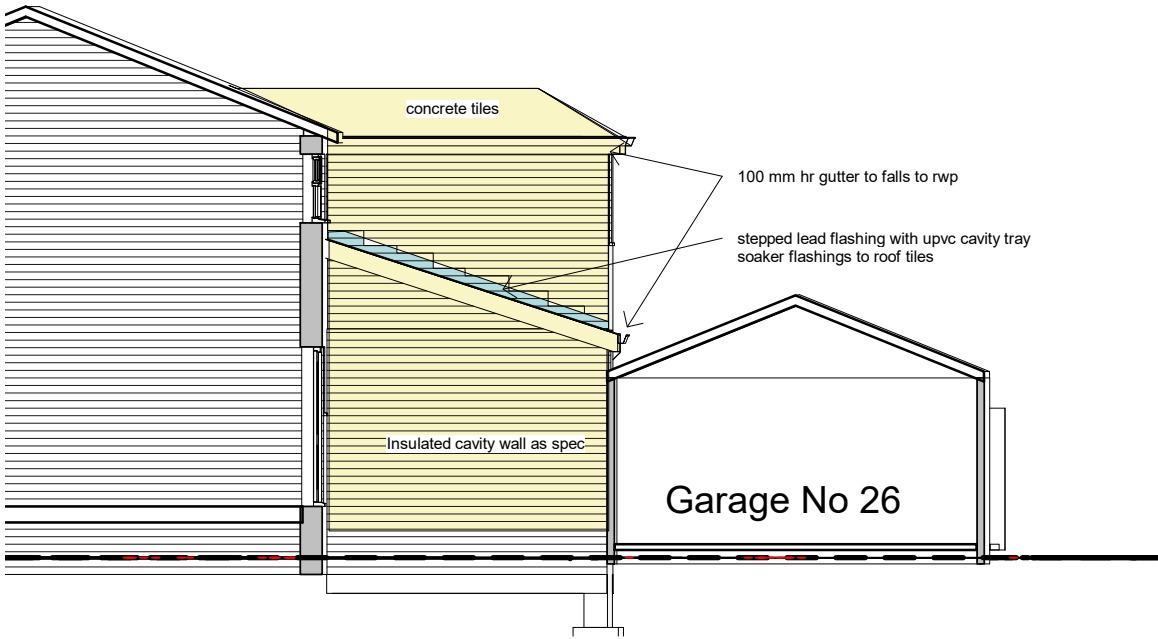 concrete tiles
100 mm hr gutter to falls to rwp
stepped lead flashing with upvc cavity tray
soaker flashings to roof tiles
Insulated cavity wall as spec
Garage No 26